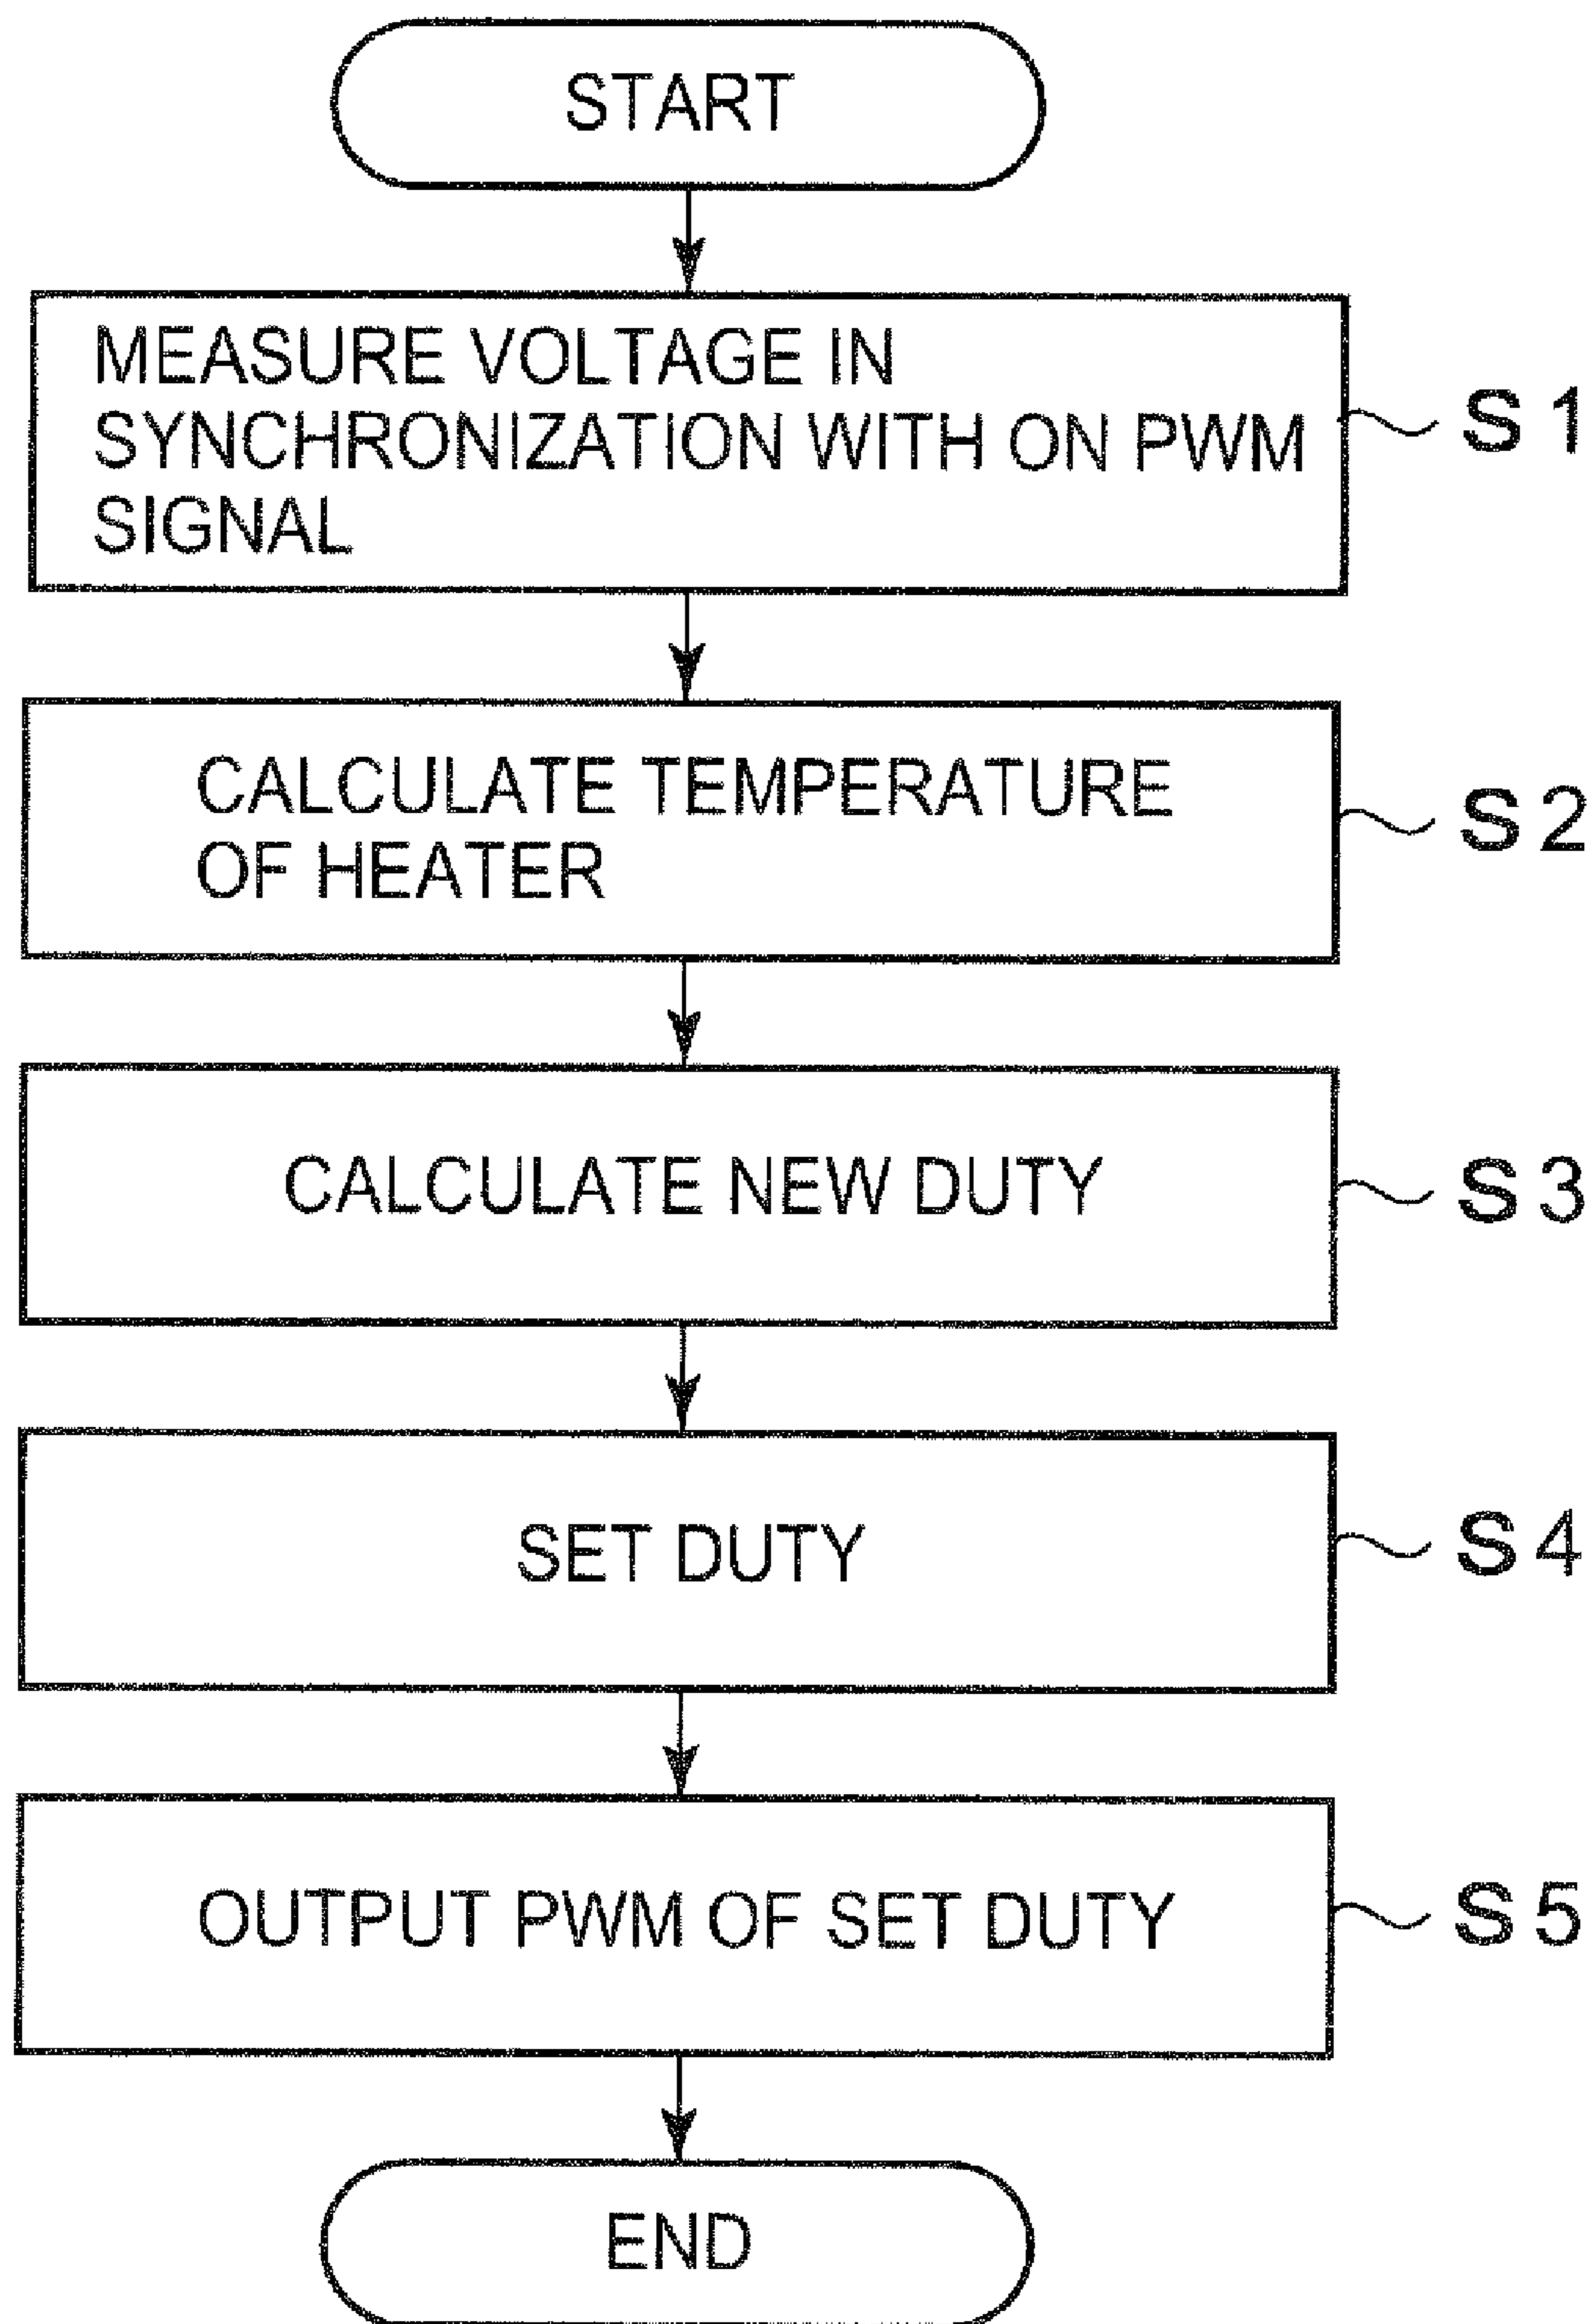 START
MEASURE VOLTAGE IN
SYNCHRONIZATION WITH ON PWM
SIGNAL
S1
CALCULATE TEMPERATURE
OF HEATER
S2
CALCULATE NEW DUTY
S3
SET DUTY
S4
OUTPUT PWM OF SET DUTY
S5
END